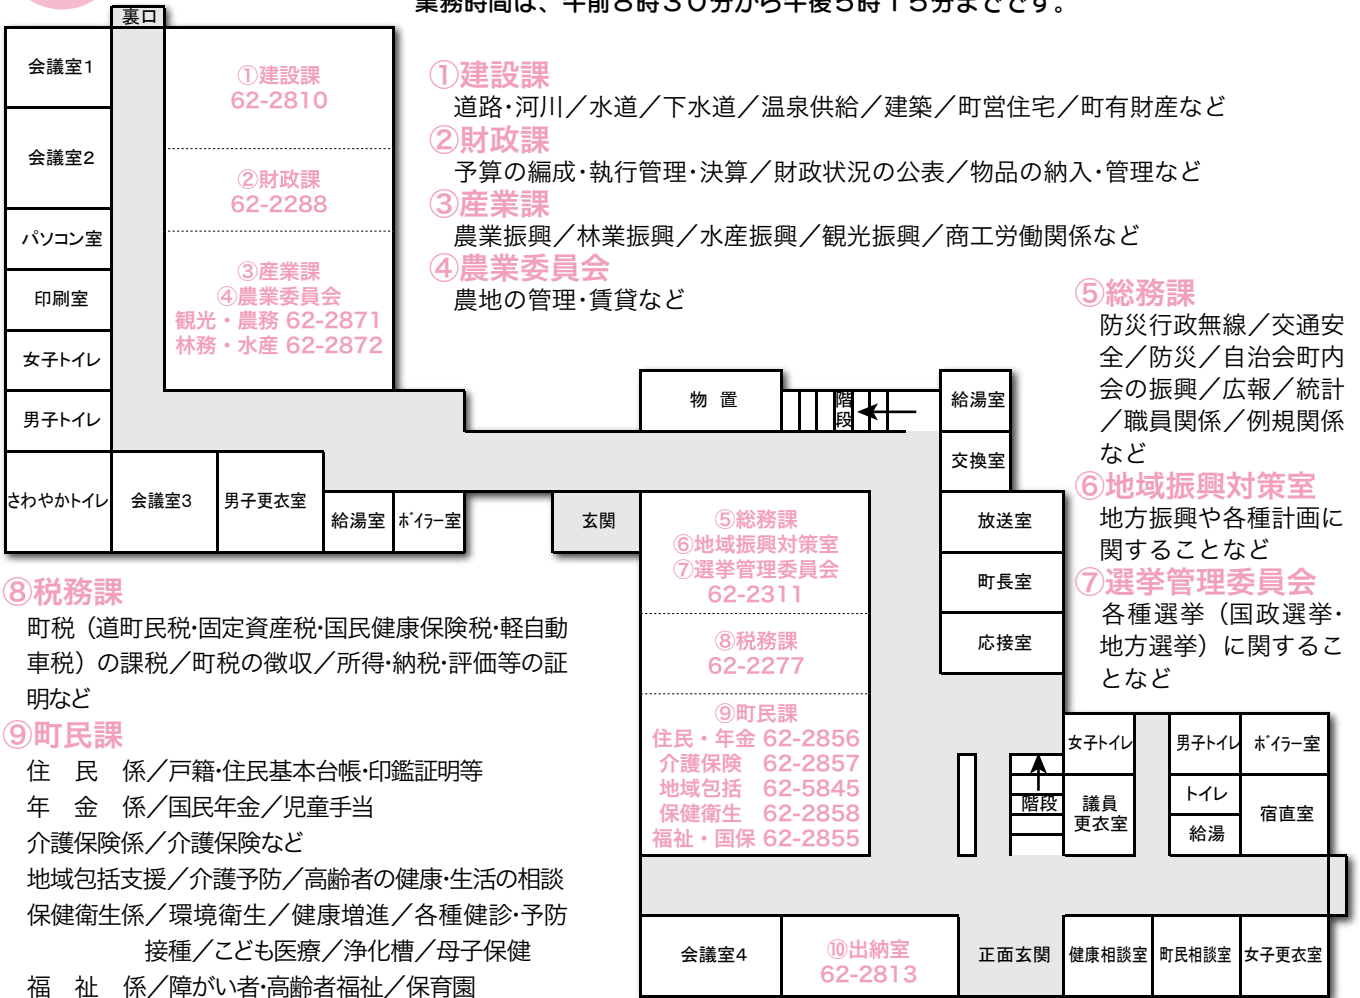 業務時間は、午前８時３０分から午後５時１５分までです。
裏口
会議室1
会議室2
パソコン室
印刷室
女子トイレ
男子トイレ
さわやかトイレ
会議室3
男子更衣室
給湯室
ボイラー室
①建設課
62-2810
②財政課
62-2288
③産業課
④農業委員会
観光・農務 62-2871
林務・水産 62-2872
①建設課
道路・河川／水道／下水道／温泉供給／建築／町営住宅／町有財産など
②財政課
予算の編成・執行管理・決算／財政状況の公表／物品の納入・管理など
③産業課
農業振興／林業振興／水産振興／観光振興／商工労働関係など
④農業委員会
農地の管理・賃貸など
⑤総務課
防災行政無線／交通安
全／防災／自治会町内
会の振興／広報／統計
／職員関係／例規関係
など
⑥地域振興対策室
地方振興や各種計画に
関することなど
⑦選挙管理委員会
各種選挙（国政選挙・
地方選挙）に関するこ
となど
物 置
階
段
給湯室
交換室
放送室
町長室
応接室
玄関
⑤総務課
⑥地域振興対策室
⑦選挙管理委員会
62-2311
⑧税務課
62-2277
⑨町民課
住民・年金 62-2856
介護保険 62-2857
地域包括 62-5845
保健衛生 62-2858
福祉・国保 62-2855
⑧税務課
町税（道町民税・固定資産税・国民健康保険税・軽自動
車税）の課税／町税の徴収／所得・納税・評価等の証
明など
⑨町民課
住 民 係／戸籍・住民基本台帳・印鑑証明等
年 金 係／国民年金／児童手当
介護保険係／介護保険など
地域包括支援／介護予防／高齢者の健康・生活の相談
保健衛生係／環境衛生／健康増進／各種健診・予防
接種／こども医療／浄化槽／母子保健
福 祉 係／障がい者・高齢者福祉／保育園
階段
女子トイレ
議員
更衣室
男子トイレ
ボイラー室
トイレ
給湯
宿直室
会議室4
⑩出納室
62-2813
正面玄関
健康相談室
町民相談室
女子更衣室